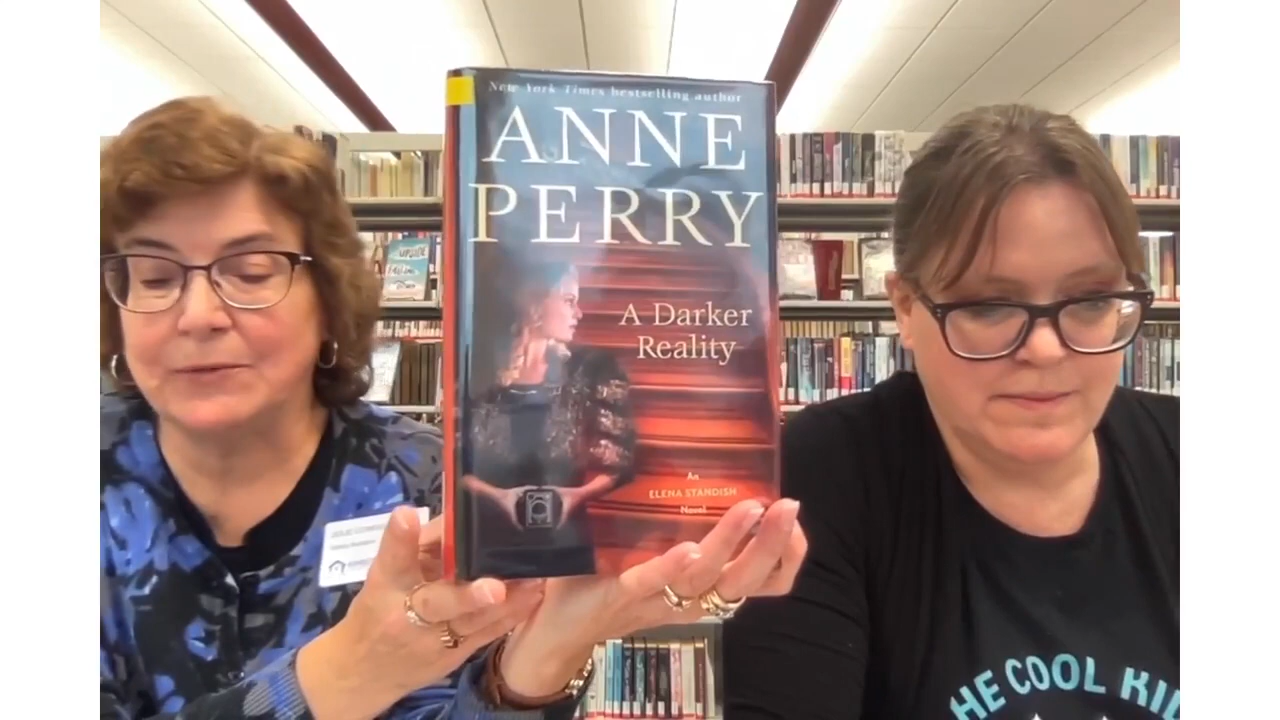 New York Times bestselling author
ANNE
PERRY
A Darker
Reality
An
ELENA STANDISH
Novel
HE COOL KI